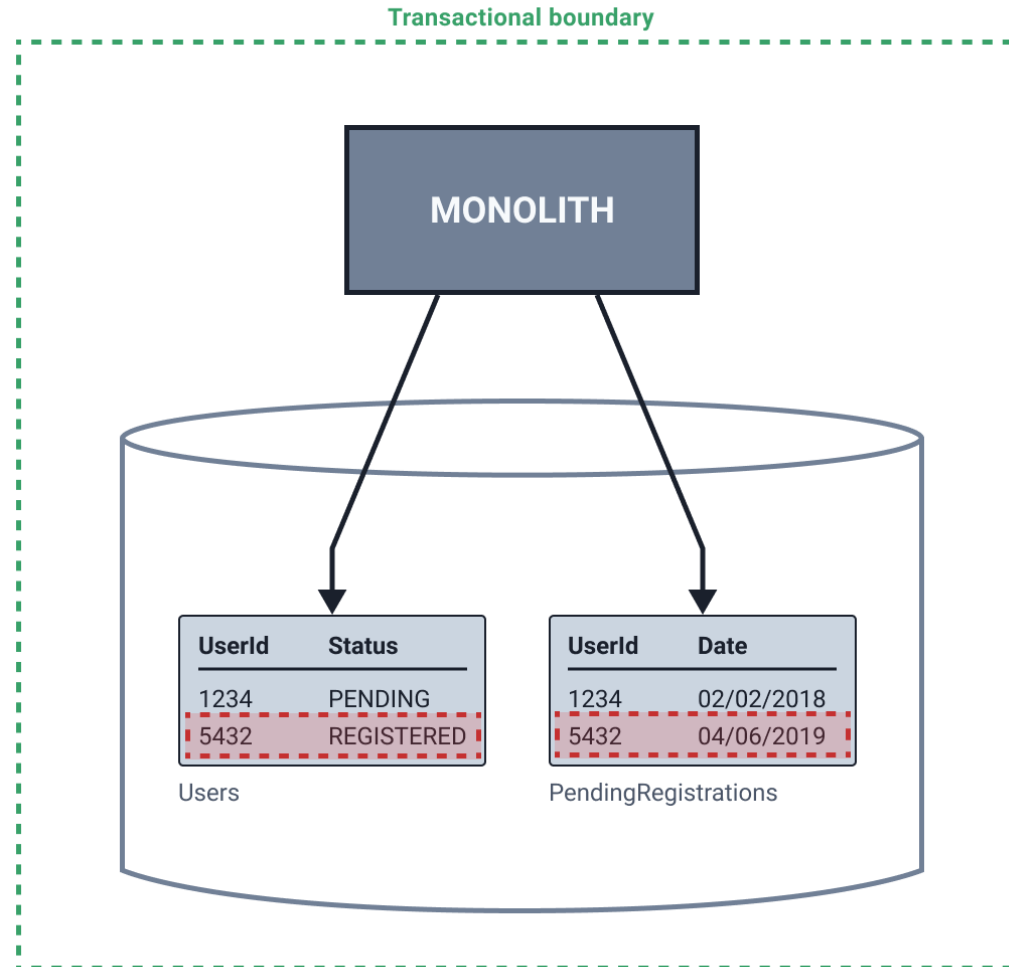 Transactional boundary
MONOLITH
UserId Status
1234 PENDING
5432 REGISTERED
Users
UserId Date
1234 02/02/2018
5432 04/06/2019
PendingRegistrations